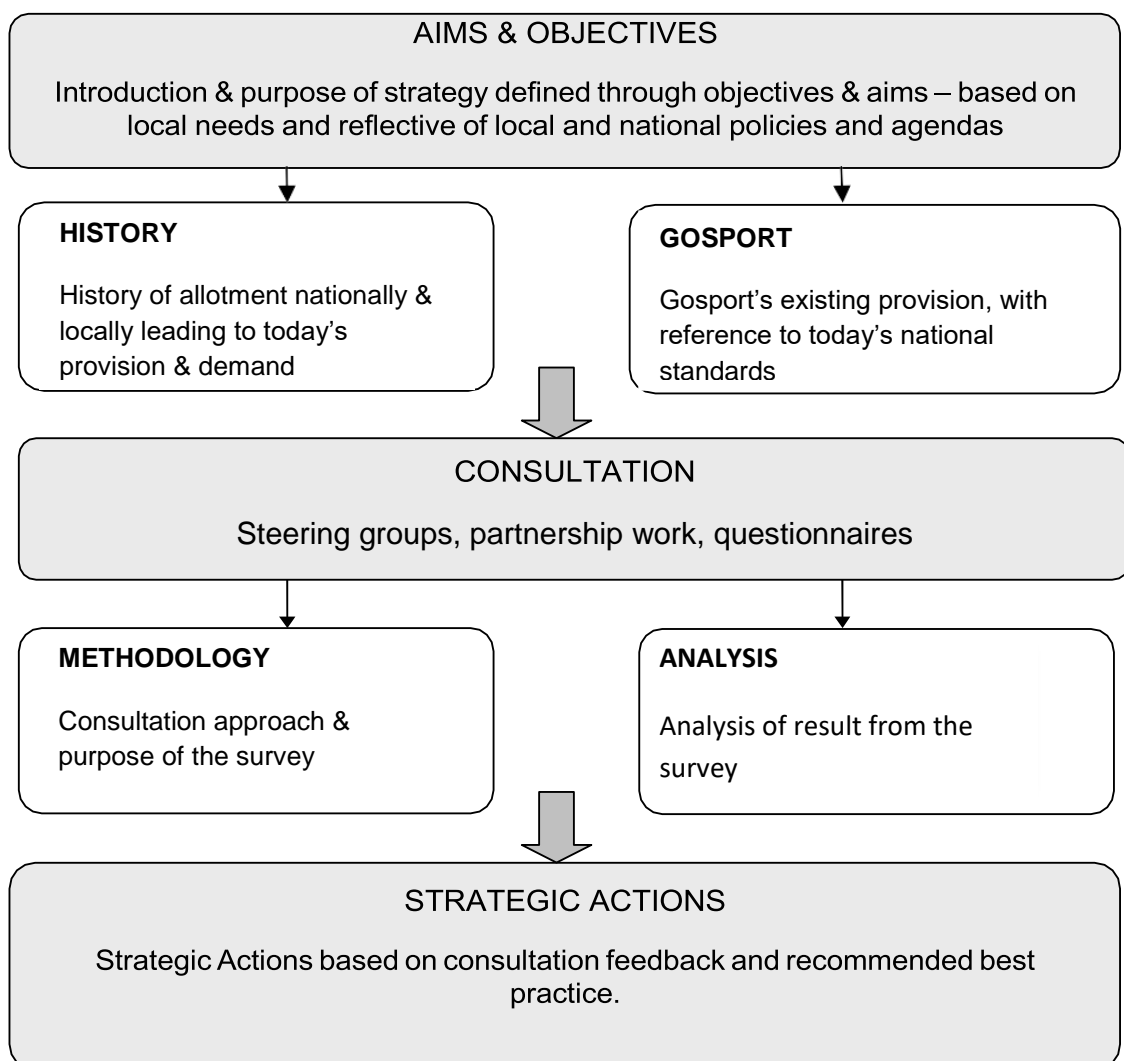 AIMS & OBJECTIVES
Introduction & purpose of strategy defined through objectives & aims – based on
local needs and reflective of local and national policies and agendas
HISTORY
History of allotment nationally &
locally leading to today's
provision & demand
GOSPORT
Gosport's existing provision, with
reference to today's national
standards
CONSULTATION
Steering groups, partnership work, questionnaires
METHODOLOGY
Consultation approach &
purpose of the survey
ANALYSIS
Analysis of result from the
survey
STRATEGIC ACTIONS
Strategic Actions based on consultation feedback and recommended best
practice.